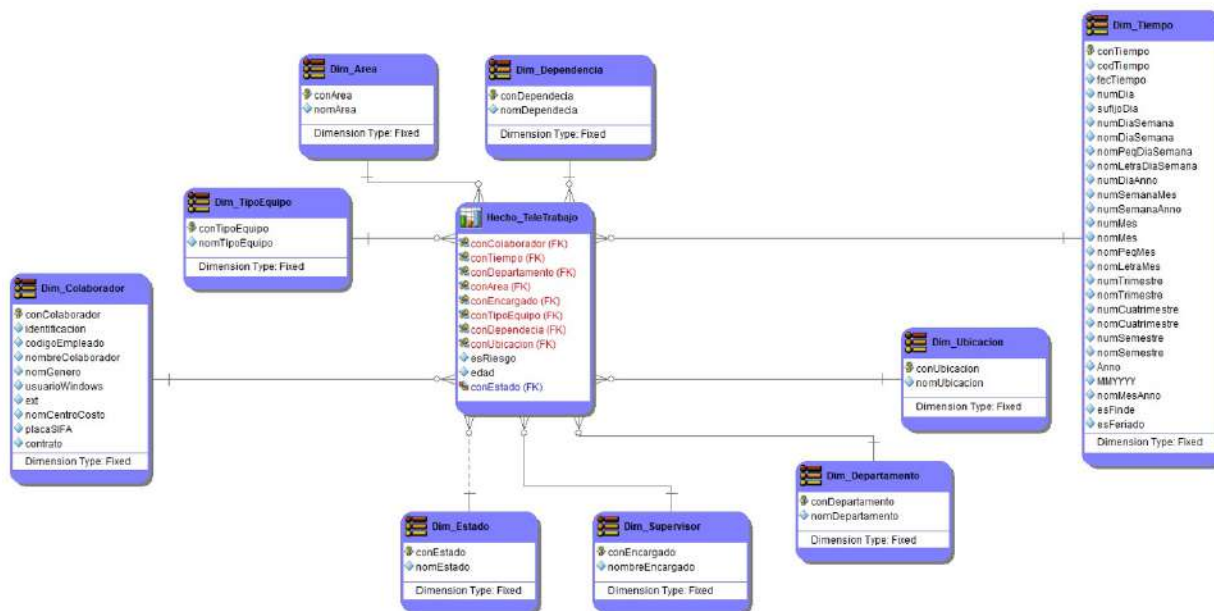 Dim_Area
conArea
nomArea
Dimension Type: Fixed
Dim_Dependencia
conDependecia
nomDependecia
Dimension Type: Fixed
Dim_Tiempo
conTiempo
codTiempo
fecTiempo
numDia
sufijoDia
numDiaSemana
nomDiaSemana
nomPeqDiaSemana
nomLetraDiaSemana
numDiaAnno
numSemanaMes
numSemanaAnno
numMes
nomMes
nomPeqMes
nomLetraMes
numTrimestre
nomTrimestre
numCuatrimestre
nomCuatrimestre
numSemestre
nomSemestre
Anno
MMYYYY
nomMesAnno
esFinde
esFeriado
Dimension Type: Fixed
Dim_TipoEquipo
conTipoEquipo
nomTipoEquipo
Dimension Type: Fixed
Hecho_TeleTrabajo
conColaborador (FK)
conTiempo (FK)
conDepartamento (FK)
conArea (FK)
conEncargado (FK)
conTipoEquipo (FK)
conDependecia (FK)
conUbicacion (FK)
esRiesgo
edad
conEstado (FK)
Dim_Colaborador
conColaborador
identificacion
codigoEmpleado
nombreColaborador
nomGenero
usuarioWindows
ext
nomCentroCosto
placaSIFA
contrato
Dimension Type: Fixed
Dim_Ubicacion
conUbicacion
nomUbicacion
Dimension Type: Fixed
Dim_Departamento
conDepartamento
nomDepartamento
Dimension Type: Fixed
Dim_Estado
conEstado
nomEstado
Dimension Type: Fixed
Dim_Supervisor
conEncargado
nombreEncargado
Dimension Type: Fixed